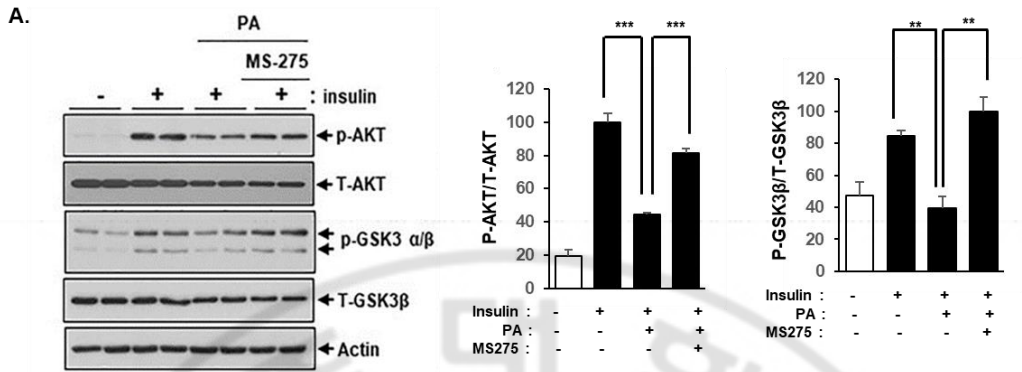 A.
PA
MS-275
- + + + : insulin
p-AKT
T-AKT
p-GSK3 α/β
T-GSK3β
Actin
*** ***
P-AKT/T-AKT
120
100
80
60
40
20
0
Insulin : - + + +
PA : - - + +
MS275 - - - +
** **
P-GSK3β/T-GSK3β
120
100
80
60
40
20
0
Insulin : - + + +
PA : - - + +
MS275 : - - - +